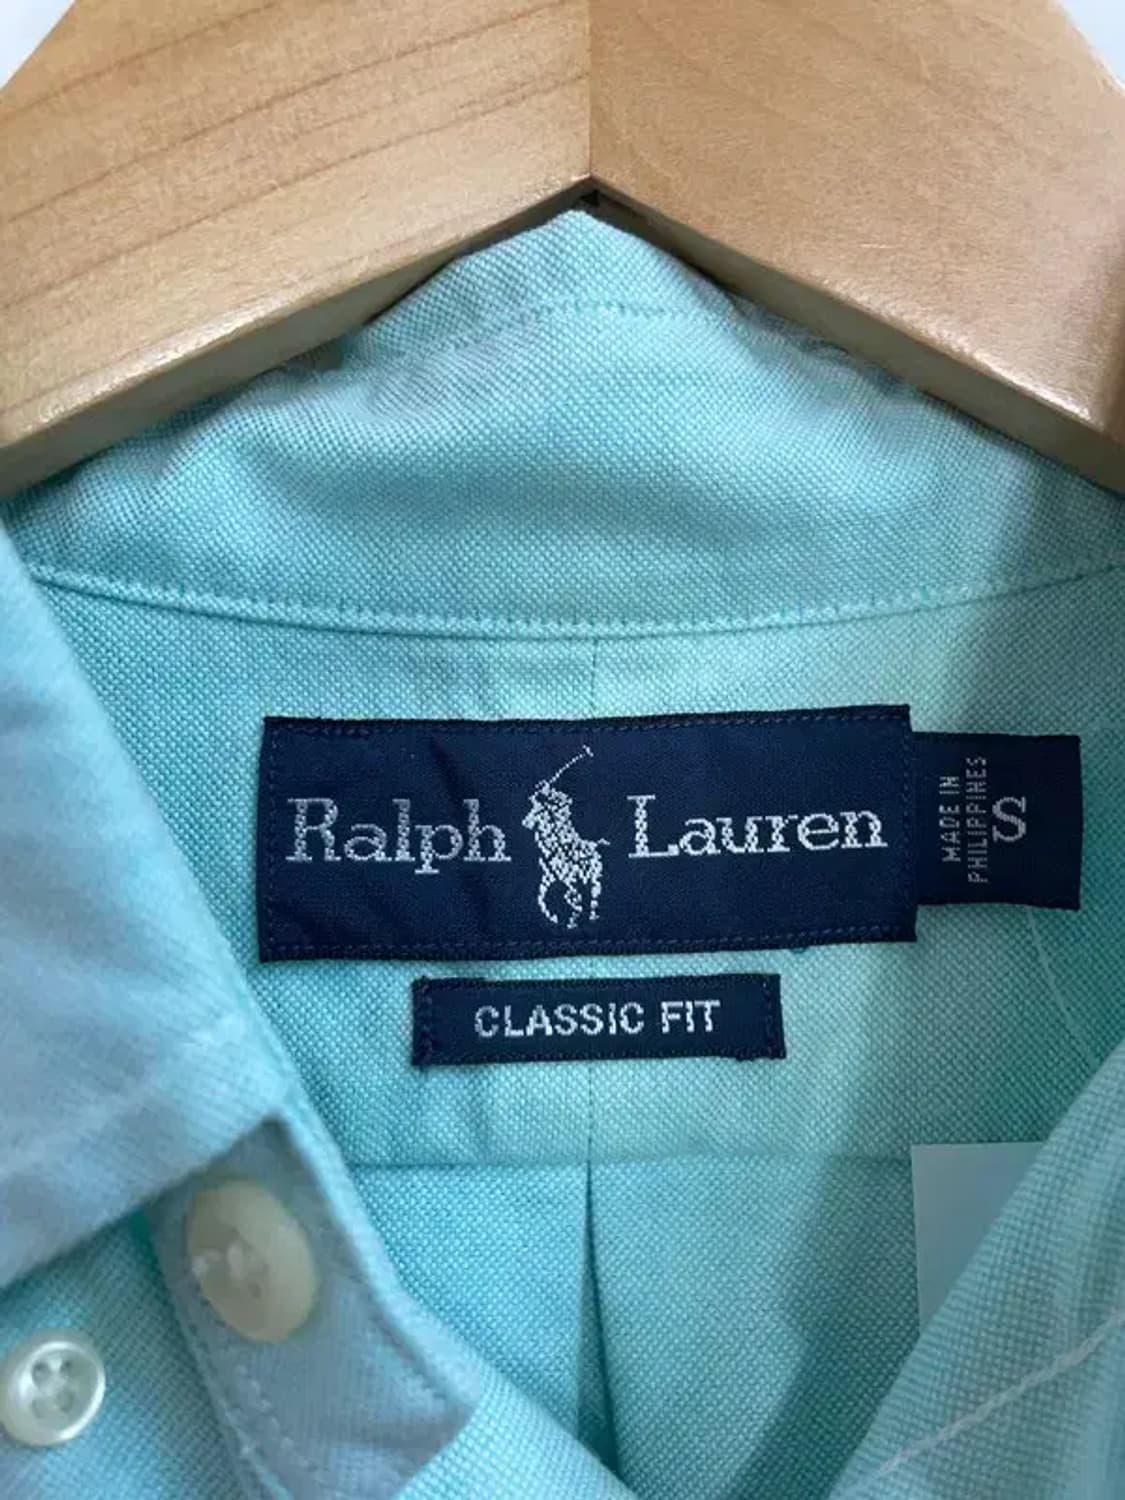 Ralph Lauren
MADE IN
PHILIPPINES
S
CLASSIC FIT